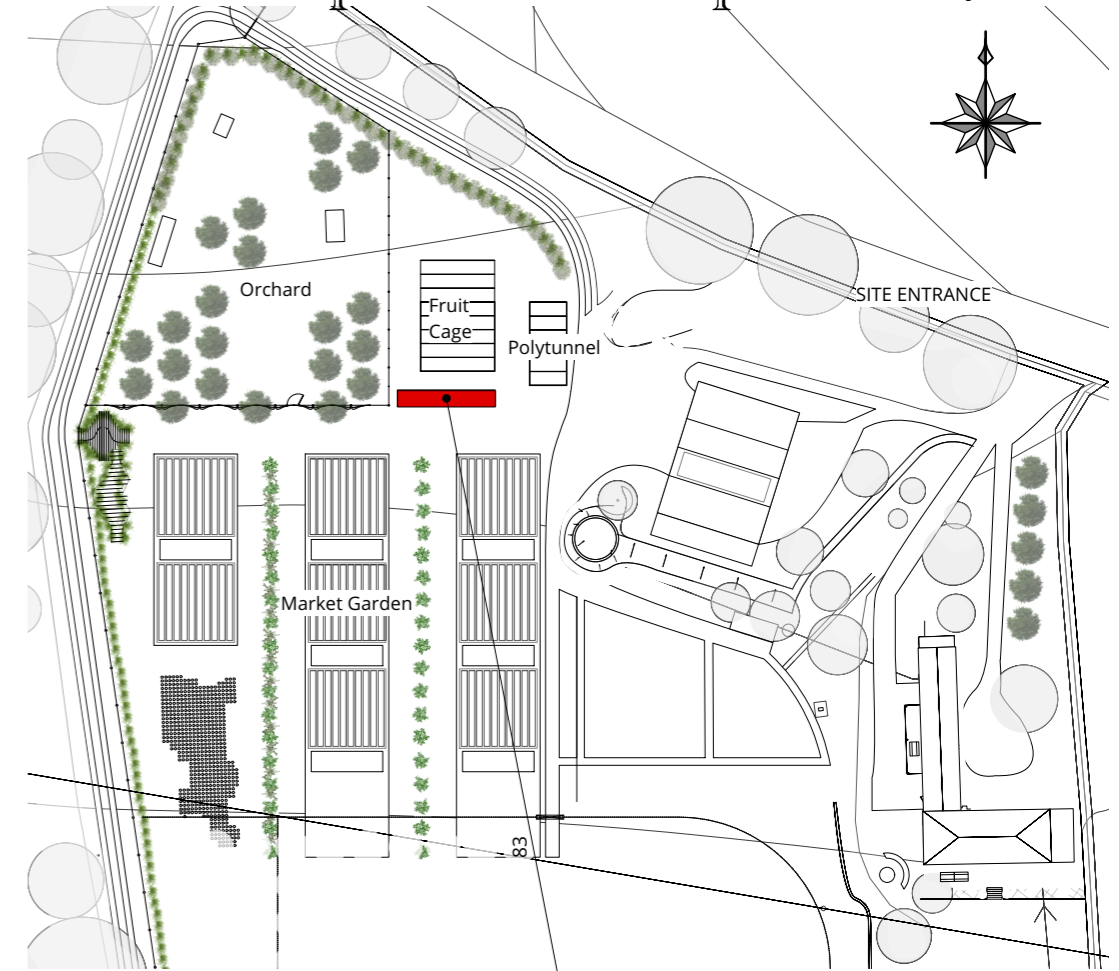 SITE ENTRANCE
Orchard
Fruit
Cage
Polytunnel
Market Garden
83